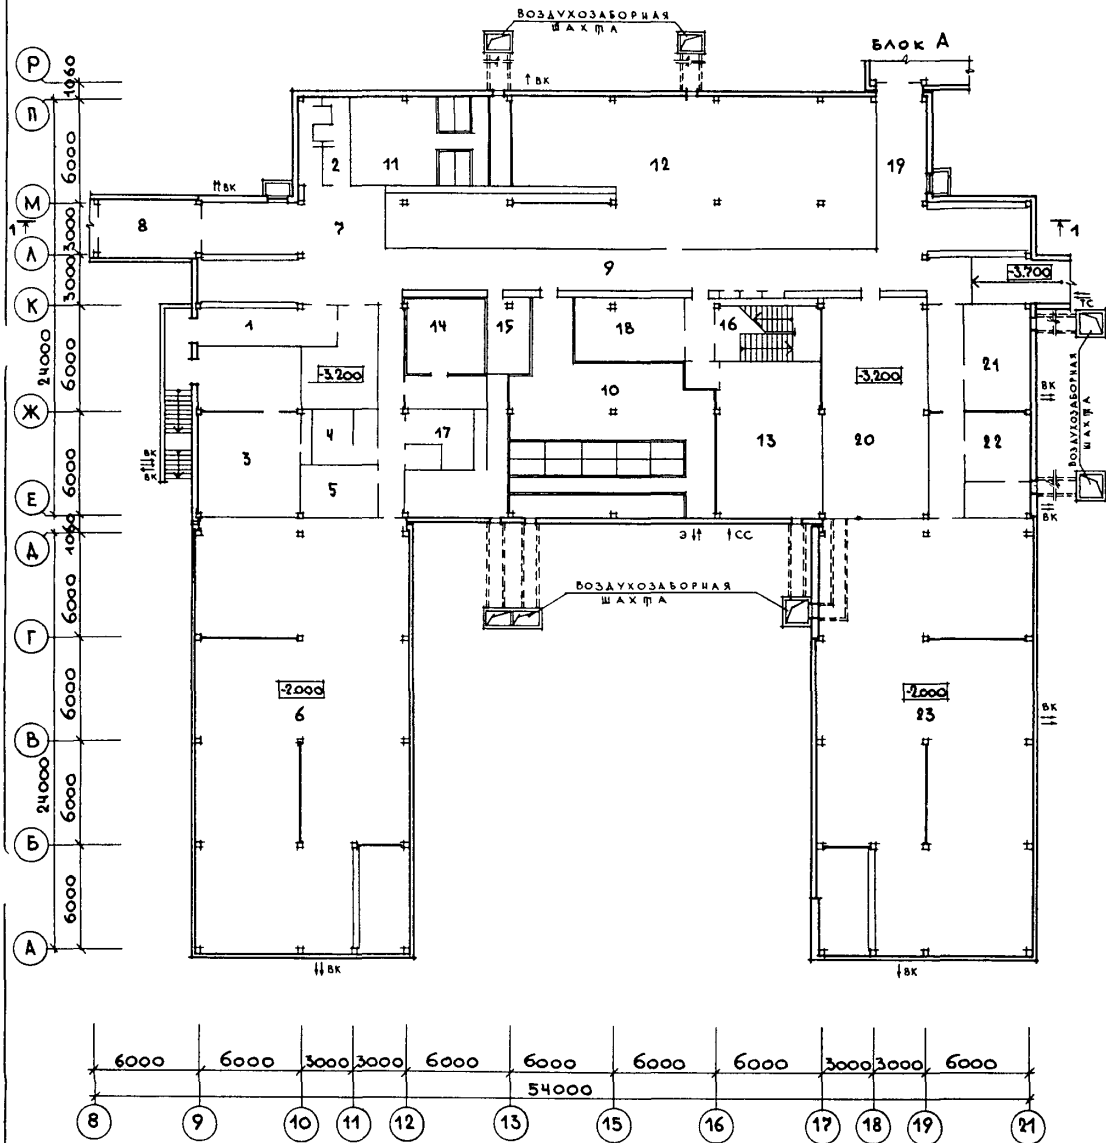 ВОЗДУХОЗАБОРНАЯ
ШАХТА
БЛОК А
Р
1060
↑ ВК
П
6000
2
11
12
19
М
ВК
8
7
1
1
3000
Л
9
-3.700
3000
К
ТС
1
14
15
18
16
24000
6000
-3.200
-3.200
21
10
ВК
ВОЗДУХОЗАБОРНАЯ
ШАХТА
Ж
4
17
13
20
22
3
ВК
ВК
6000
5
Е
ВК
1060
Э
СС
Д
6000
ВОЗДУХОЗАБОРНАЯ
ШАХТА
Г
-2.000
-2.000
6
23
ВК
6000
В
24000
6000
Б
6000
А
ВК
ВК
6000 6000 3000 3000 6000 6000 6000 6000 3000 3000 6000
54000
8 9 10 11 12 13 15 16 17 18 19 21